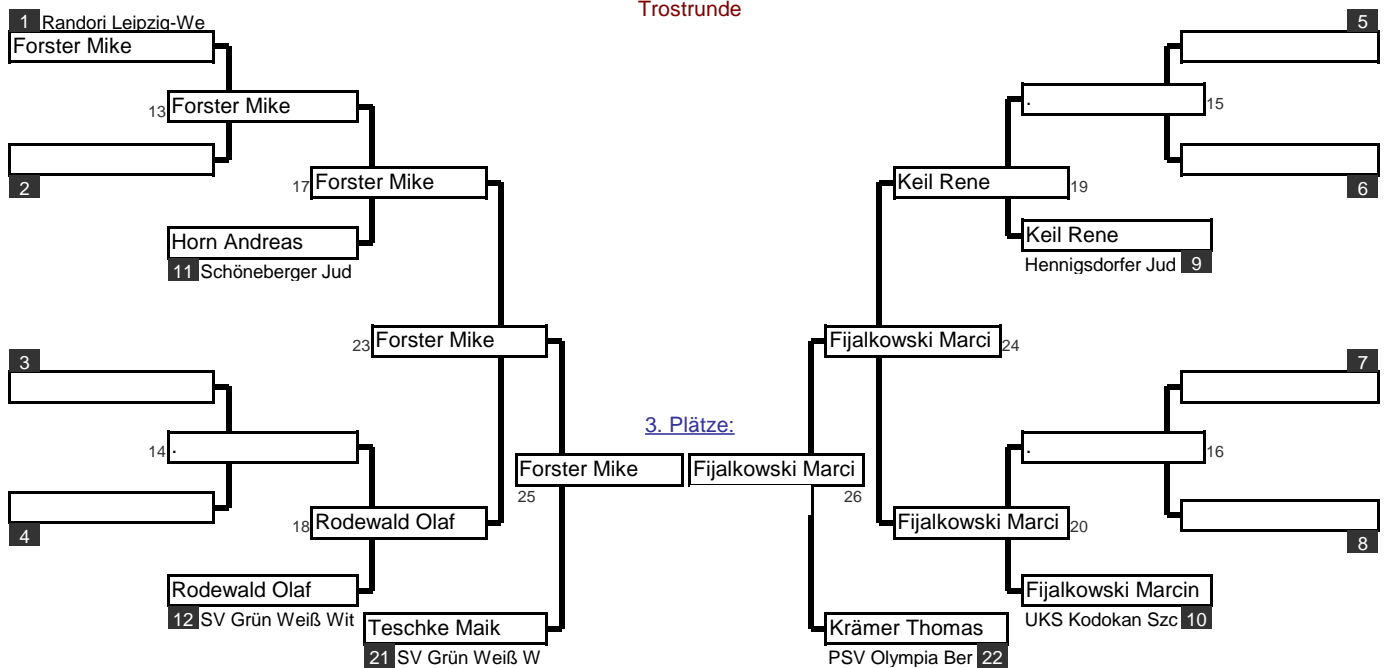 Trostrunde
1 Randori Leipzig-We
5
Forster Mike
13 Forster Mike
. 15
2
6
17 Forster Mike
Keil Rene 19
Horn Andreas
11 Schöneberger Jud
Keil Rene
Hennigsdorfer Jud 9
23 Forster Mike
Fijalkowski Marci 24
3
7
3. Plätze:
14 .
. 16
Forster Mike
25
Fijalkowski Marci
26
4
8
18 Rodewald Olaf
Fijalkowski Marci 20
Rodewald Olaf
12 SV Grün Weiß Wit
Fijalkowski Marcin
UKS Kodokan Szc 10
Teschke Maik
21 SV Grün Weiß W
Krämer Thomas
PSV Olympia Ber 22